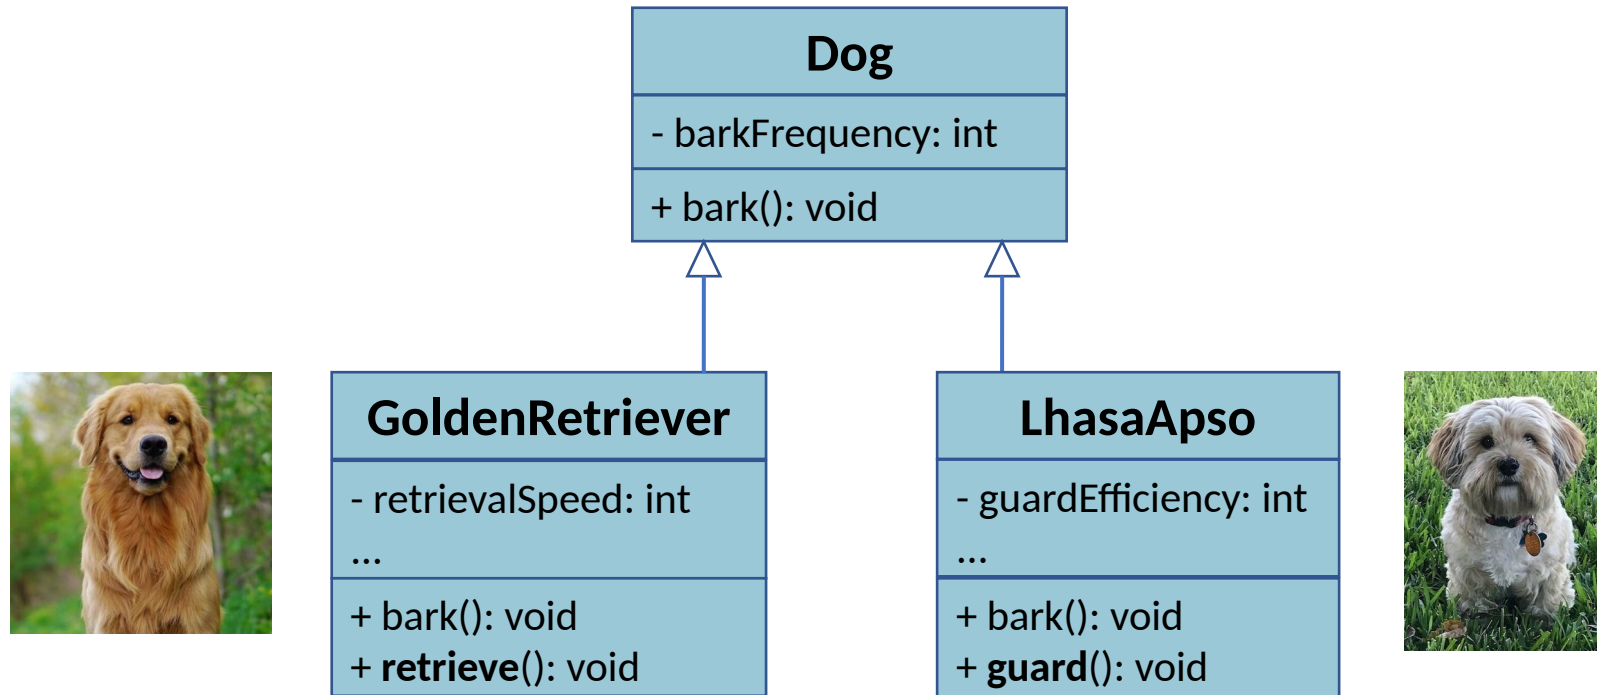 Dog
- barkFrequency: int
+ bark(): void
GoldenRetriever
- retrievalSpeed: int
...
+ bark(): void
+ retrieve(): void
LhasaApso
- guardEfficiency: int
...
+ bark(): void
+ guard(): void